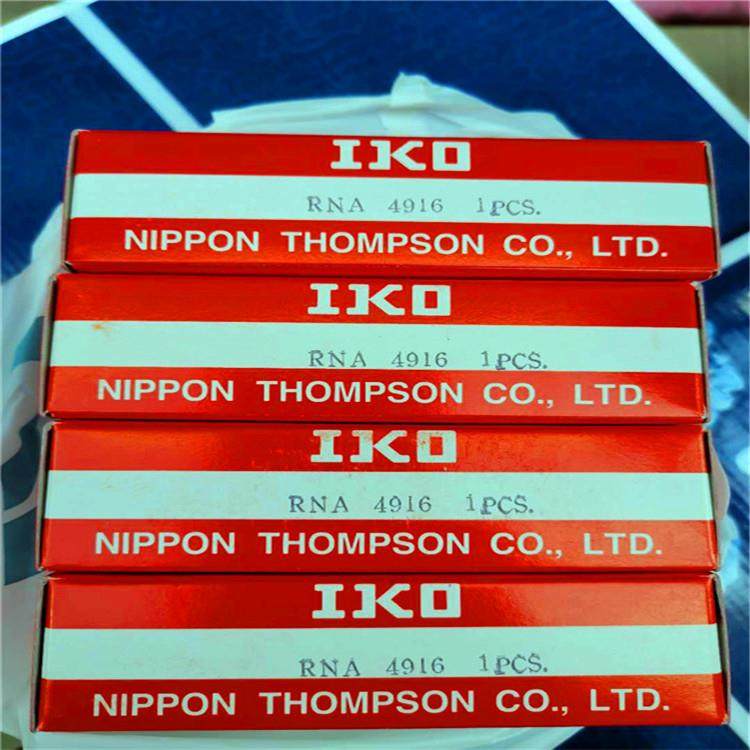 IKO
RNA 4916 1PCS.
NIPPON THOMPSON CO., LTD.
IKO
RNA 4916 1PCS.
NIPPON THOMPSON CO., LTD.
IKO
RNA 4916 1PCS.
NIPPON THOMPSON CO., LTD.
IKO
RNA 4916 1PCS.
NIPPON THOMPSON CO., LTD.